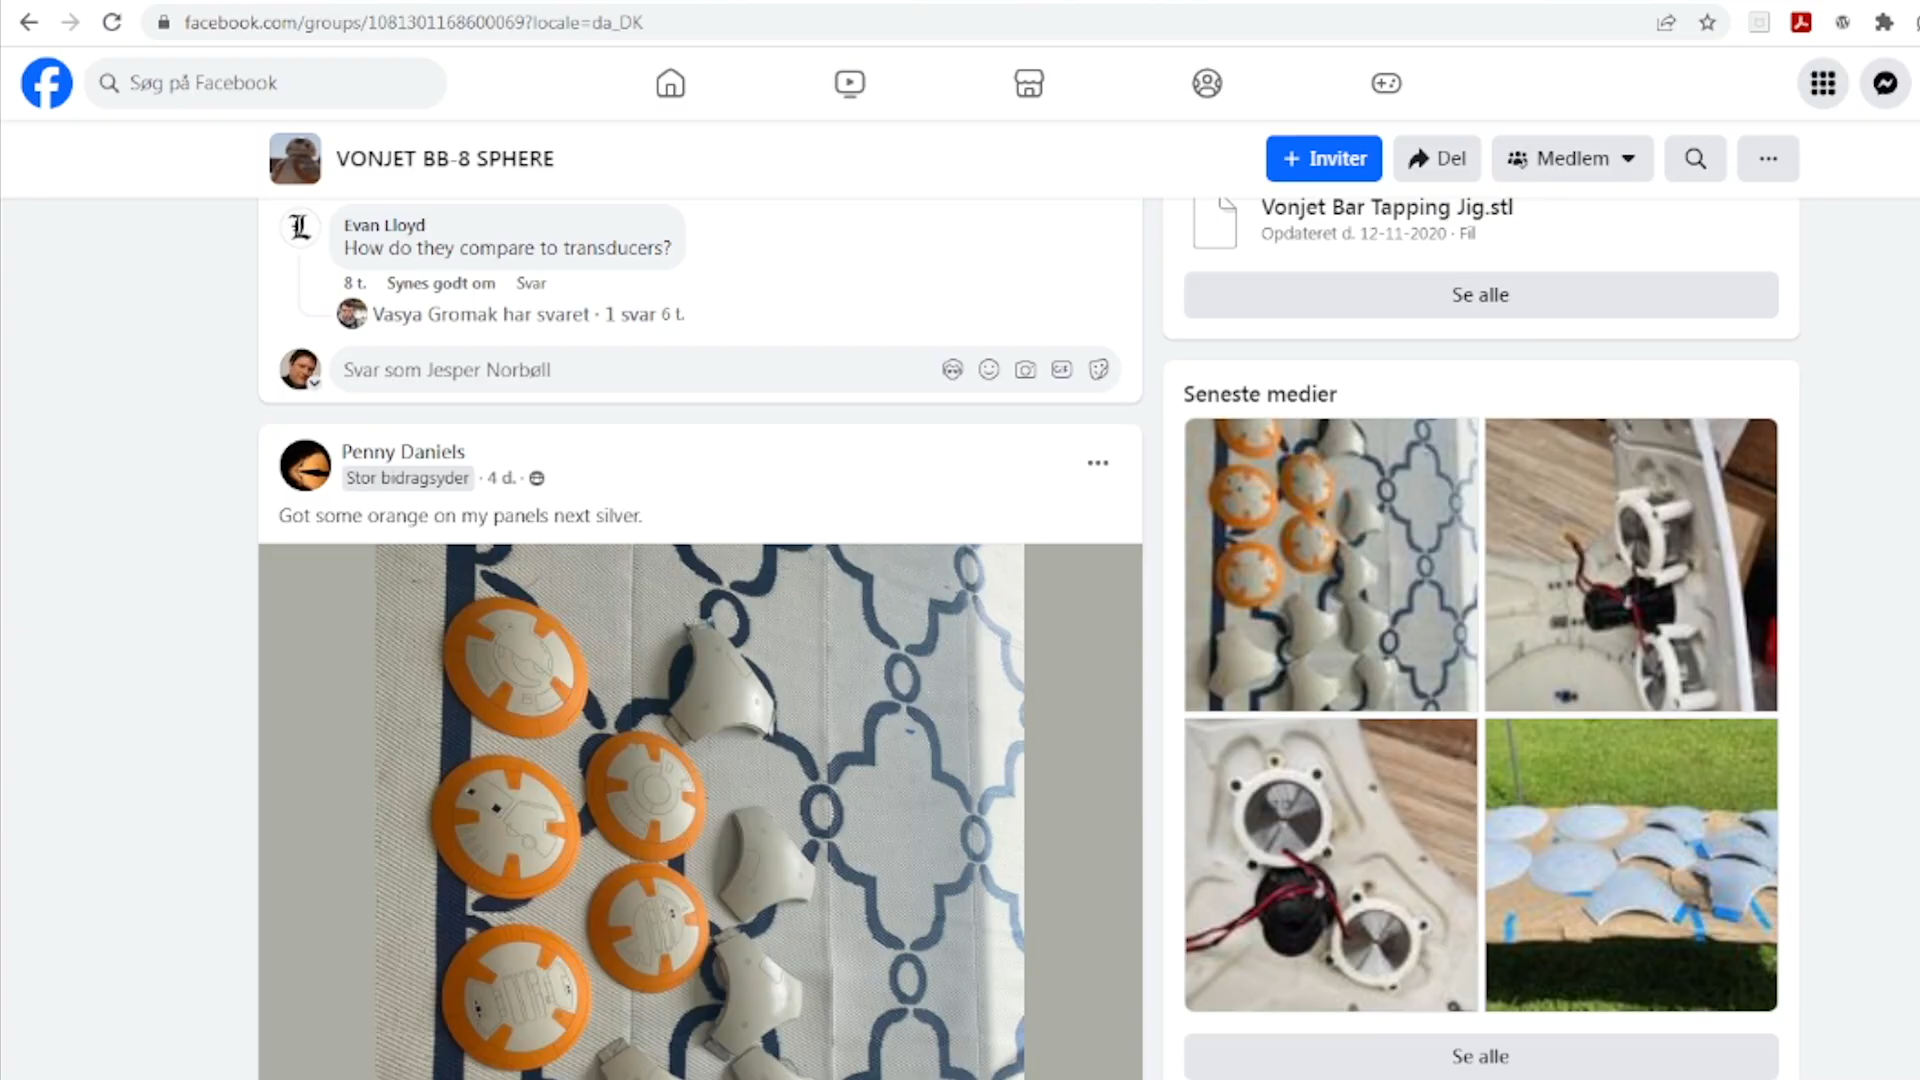 facebook.com/groups/1081301168600069?locale=da_DK
Søg på Facebook
VONJET BB-8 SPHERE
+ Inviter
Del
Medlem
Evan Lloyd
How do they compare to transducers?
8 t. Synes godt om Svar
Vasya Gromak har svaret · 1 svar 6 t.
Svar som Jesper Norbøll
GIF
Penny Daniels
Stor bidragsyder · 4 d. ·
Got some orange on my panels next silver.
Vonjet Bar Tapping Jig.stl
Opdateret d. 12-11-2020 · Fil
Se alle
Seneste medier
Se alle